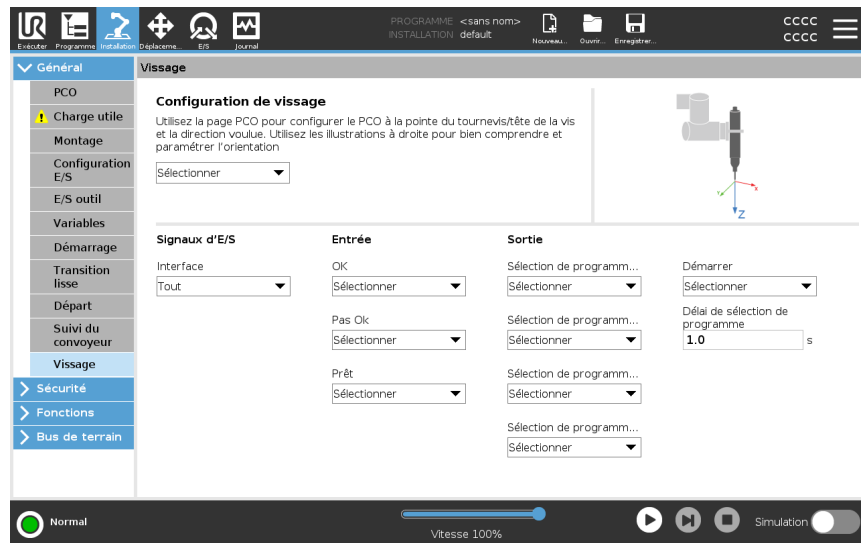 PROGRAMME <sans nom>
INSTALLATION default
Exécuter
Programme
Installation
Déplaceme...
E/S
Journal
Nouveau...
Ouvrir...
Enregistrer...
CCCC
CCCC
Général
Vissage
PCO
Charge utile
Montage
Configuration
E/S
E/S outil
Variables
Démarrage
Transition
lisse
Départ
Suivi du
convoyeur
Vissage
Sécurité
Fonctions
Bus de terrain
Configuration de vissage
Utilisez la page PCO pour configurer le PCO à la pointe du tournevis/tête de la vis
et la direction voulue. Utilisez les illustrations à droite pour bien comprendre et
paramétrer l'orientation
Sélectionner
Y
X
Z
Signaux d'E/S
Entrée
Sortie
Interface
OK
Sélection de programm...
Démarrer
Tout
Sélectionner
Sélectionner
Sélectionner
Pas Ok
Sélection de programm...
Délai de sélection de
programme
Sélectionner
Sélectionner
1.0
s
Prêt
Sélection de programm...
Sélectionner
Sélectionner
Sélection de programm...
Sélectionner
Normal
Vitesse 100%
Simulation